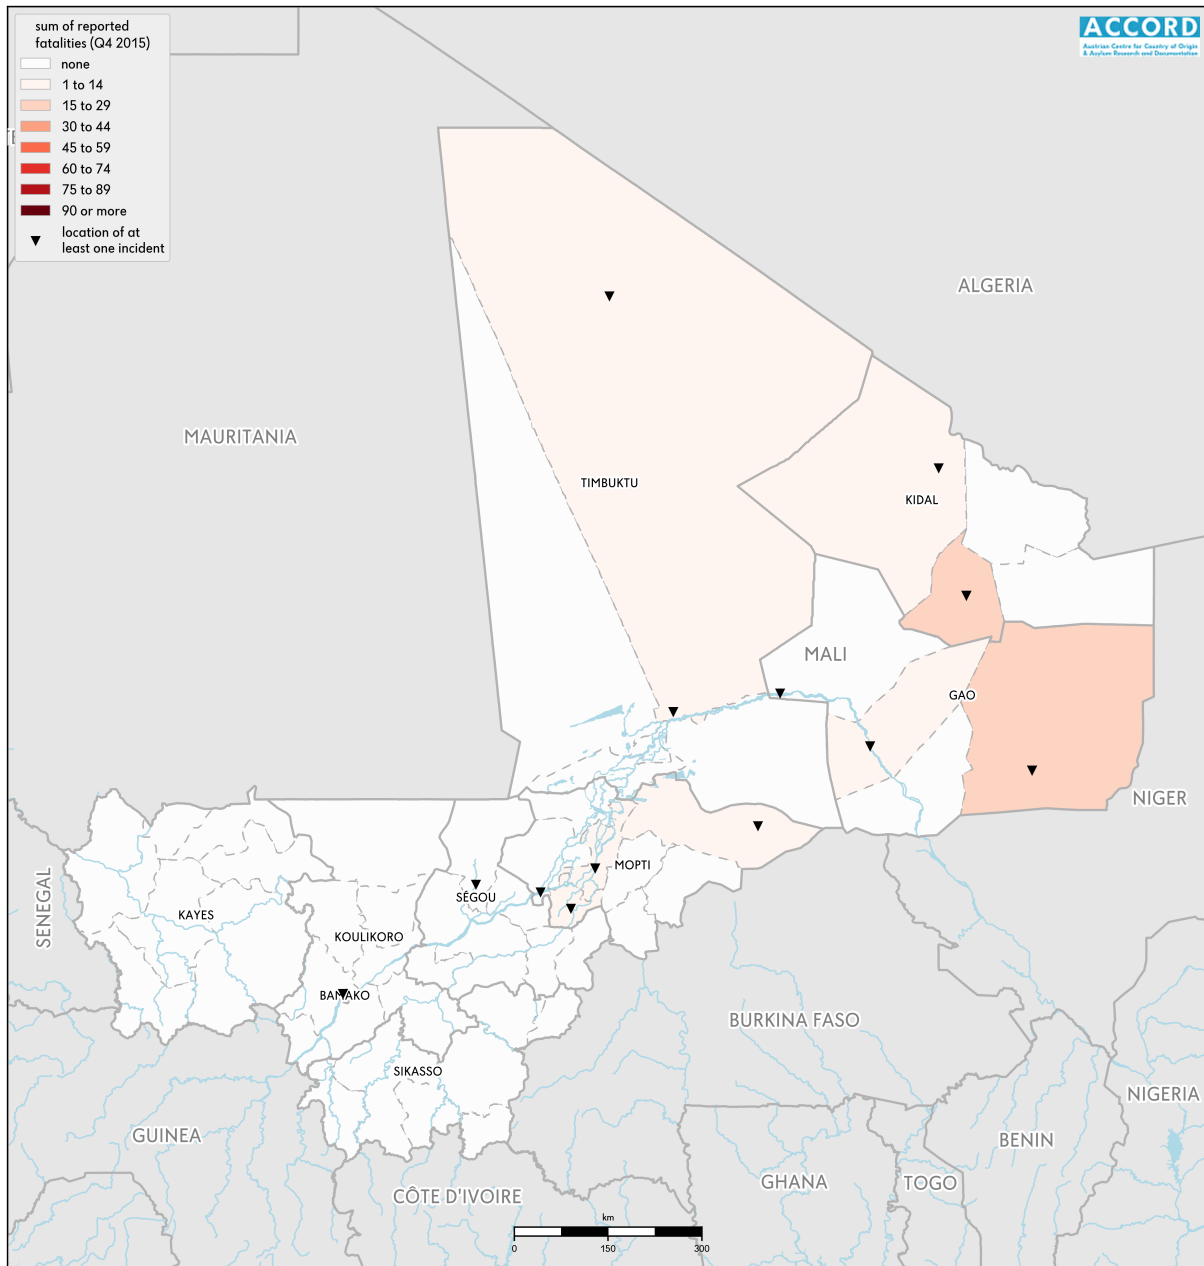 sum of reported
fatalities (Q4 2015)
none
1 to 14
15 to 29
30 to 44
45 to 59
60 to 74
75 to 89
90 or more
location of at
least one incident
ACCORD
Austrian Centre for Country of Origin
& Asylum Research and Documentation
ALGERIA
MAURITANIA
TIMBUKTU
KIDAL
MALI
GAO
NIGER
MOPTI
SÉGOU
SENEGAL
KAYES
KOULIKORO
BAMAKO
BURKINA FASO
SIKASSO
NIGERIA
GUINEA
BENIN
GHANA
TOGO
CÔTE D'IVOIRE
km
0 150 300